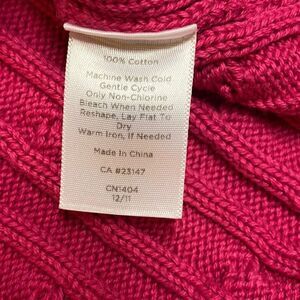 100% Cotton
Machine Wash Cold
Gentle Cycle
Only Non-Chlorine
Bleach When Needed
Reshape, Lay Flat To
Dry
Warm Iron, If Needed
Made In China
CA #23147
CN1404
12/11